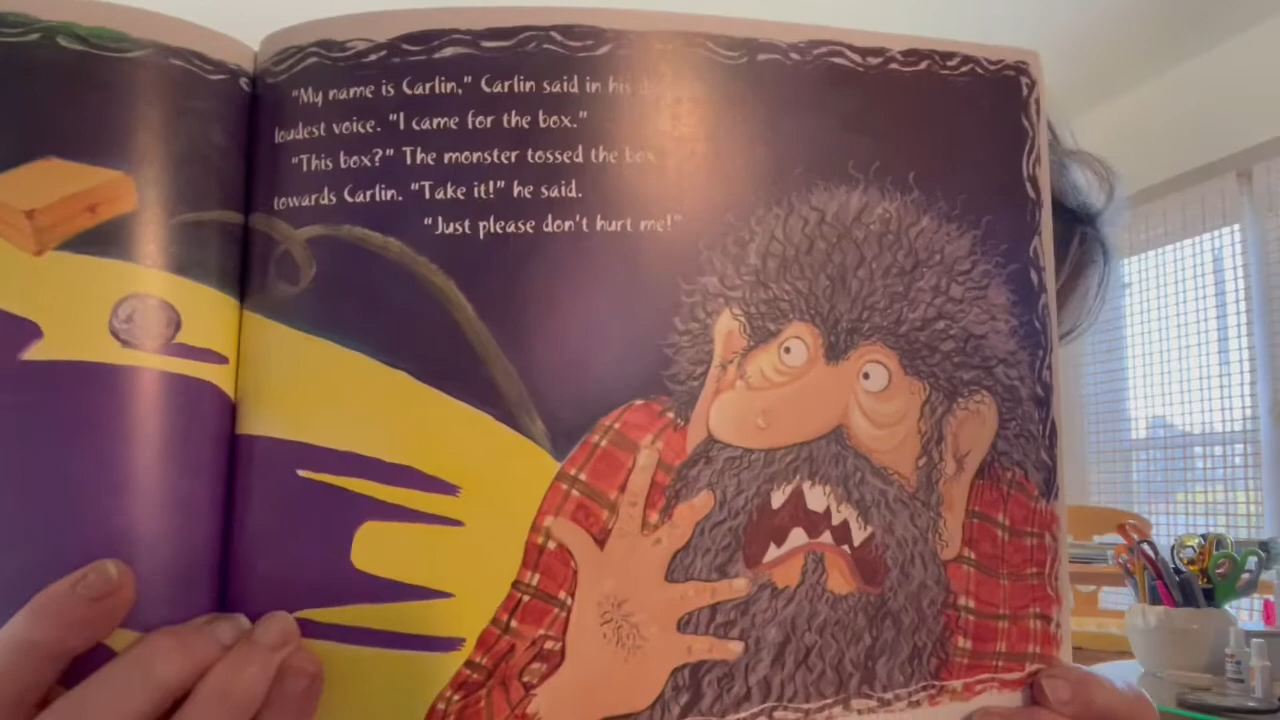 "My name is Carlin," Carlin said in his
loudest voice. "I came for the box."
"This box?" The monster tossed the box
towards Carlin. "Take it!" he said.
"Just please don't hurt me!"